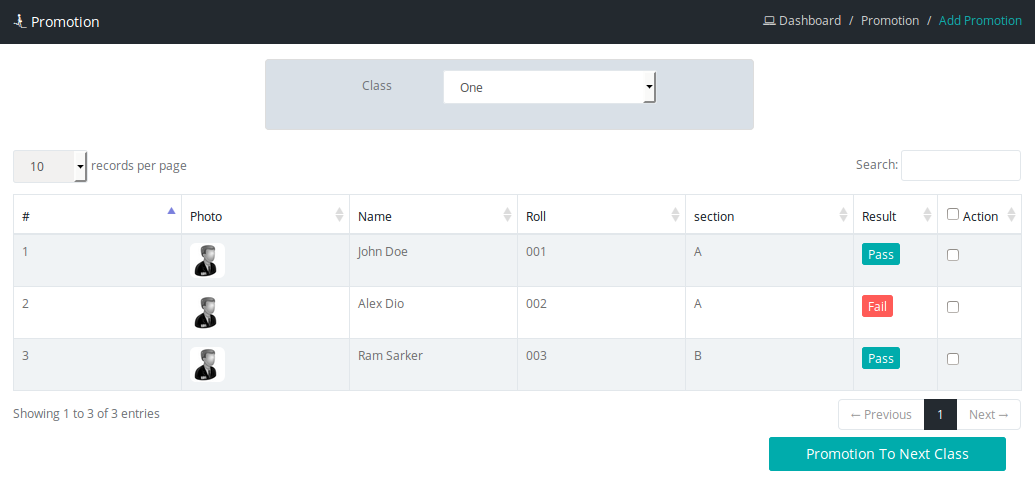 Promotion
Dashboard / Promotion / Add Promotion
Class One
10 records per page Search:
# Photo Name Roll section Result Action
1 John Doe 001 A Pass
2 Alex Dio 002 A Fail
3 Ram Sarker 003 B Pass
Showing 1 to 3 of 3 entries
← Previous 1 Next →
Promotion To Next Class